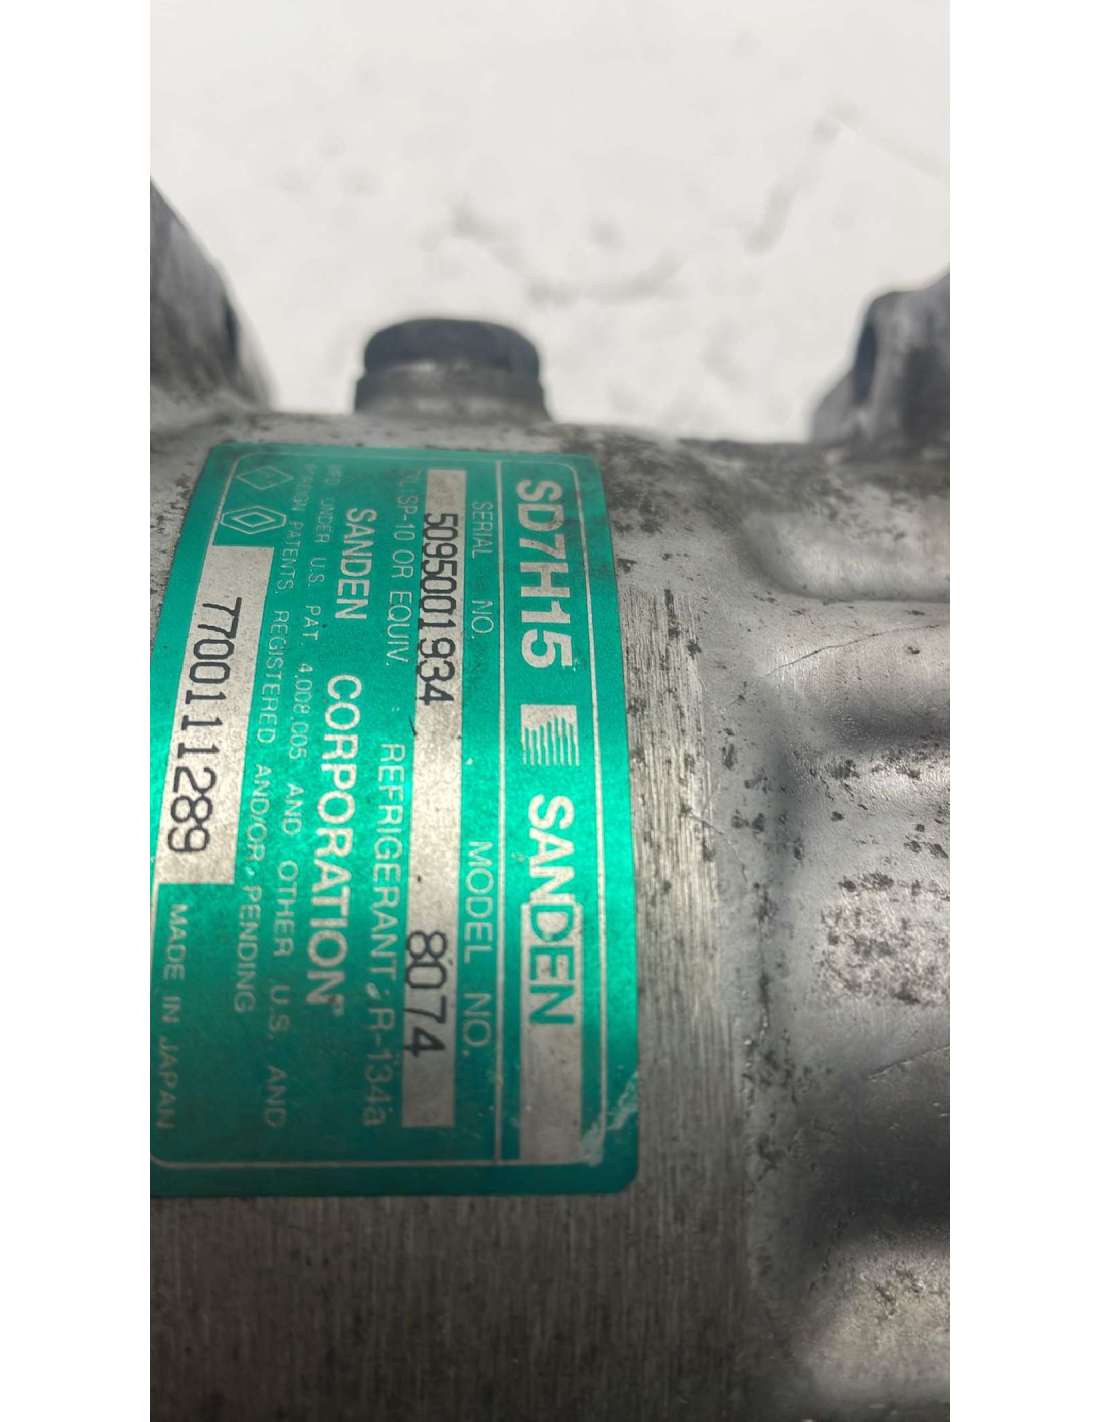 SD7H15 SANDEN
SERIAL NO. MODEL NO.
5095001934 8074
OIL SP-10 OR EQUIV. REFRIGERANT: R-134a
SANDEN CORPORATION
MFD. UNDER U.S. PAT. 4,008,005 AND OTHER U.S. AND
FOREIGN PATENTS, REGISTERED AND/OR PENDING
7700111289
MADE IN JAPAN